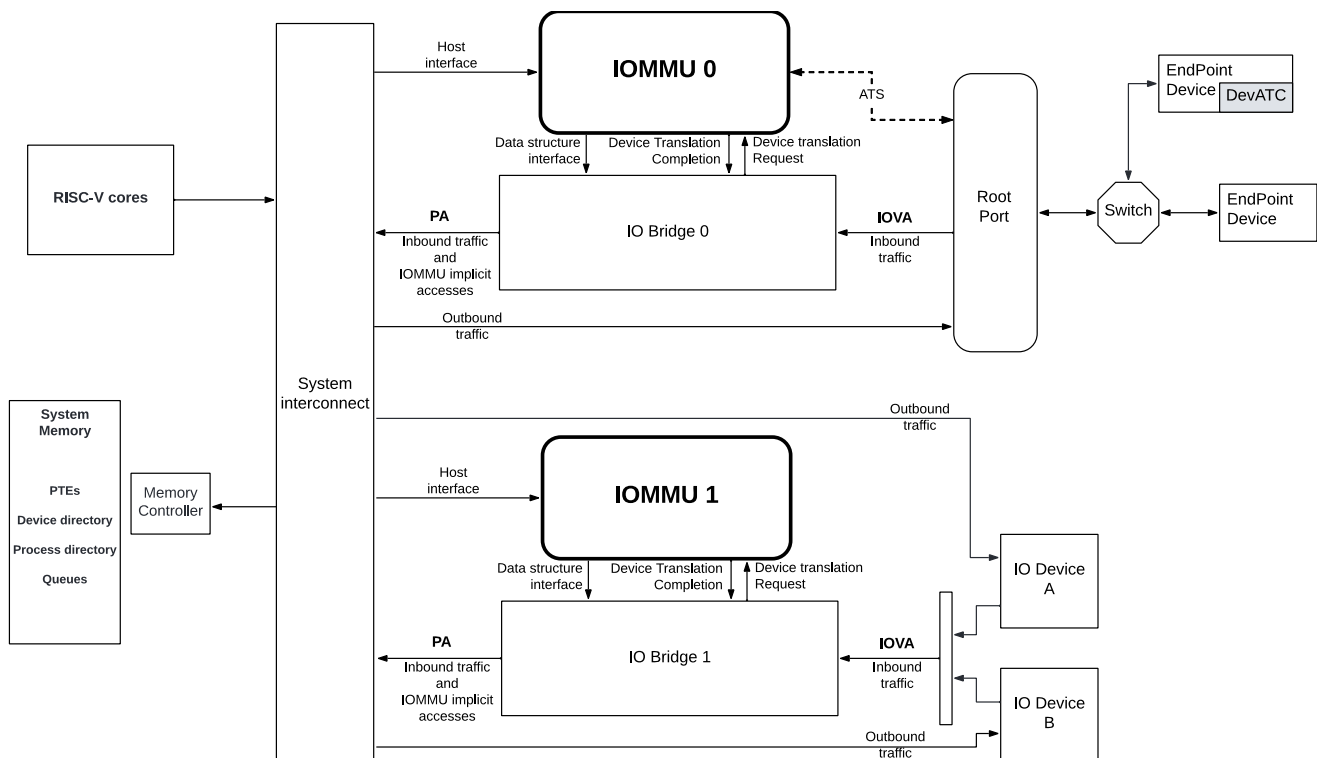 Host
interface
IOMMU 0
ATS
EndPoint
Device
DevATC
Data structure
interface
Device Translation
Completion
Device translation
Request
RISC-V cores
PA
Inbound traffic
and
IOMMU implicit
accesses
IO Bridge 0
IOVA
Inbound
traffic
Root
Port
Switch
EndPoint
Device
Outbound
traffic
System
interconnect
System
Memory
PTEs
Device directory
Process directory
Queues
Memory
Controller
Outbound
traffic
Host
interface
IOMMU 1
Data structure
interface
Device Translation
Completion
Device translation
Request
IO Device
A
PA
Inbound traffic
and
IOMMU implicit
accesses
IO Bridge 1
IOVA
Inbound
traffic
IO Device
B
Outbound
traffic